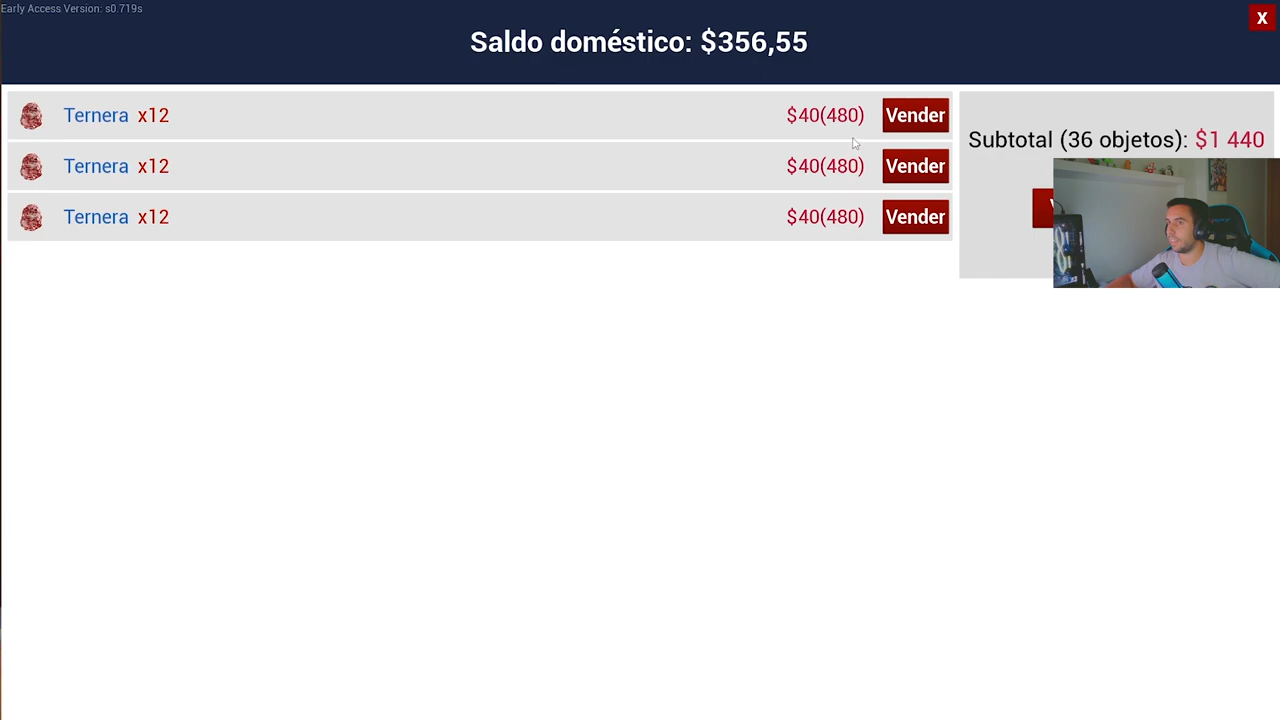 Early Access Version: s0.719s
X
Saldo doméstico: $356,55
Ternera x12 $40(480) Vender
Ternera x12 $40(480) Vender
Ternera x12 $40(480) Vender
Subtotal (36 objetos): $1 440